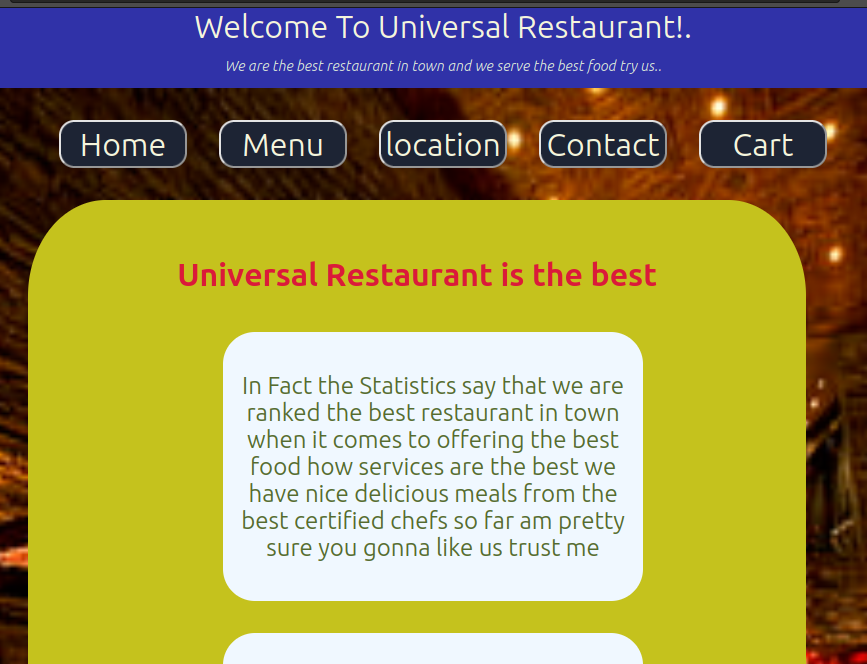 Welcome To Universal Restaurant!.
We are the best restaurant in town and we serve the best food try us..
Home Menu location Contact Cart
Universal Restaurant is the best
In Fact the Statistics say that we are
ranked the best restaurant in town
when it comes to offering the best
food how services are the best we
have nice delicious meals from the
best certified chefs so far am pretty
sure you gonna like us trust me